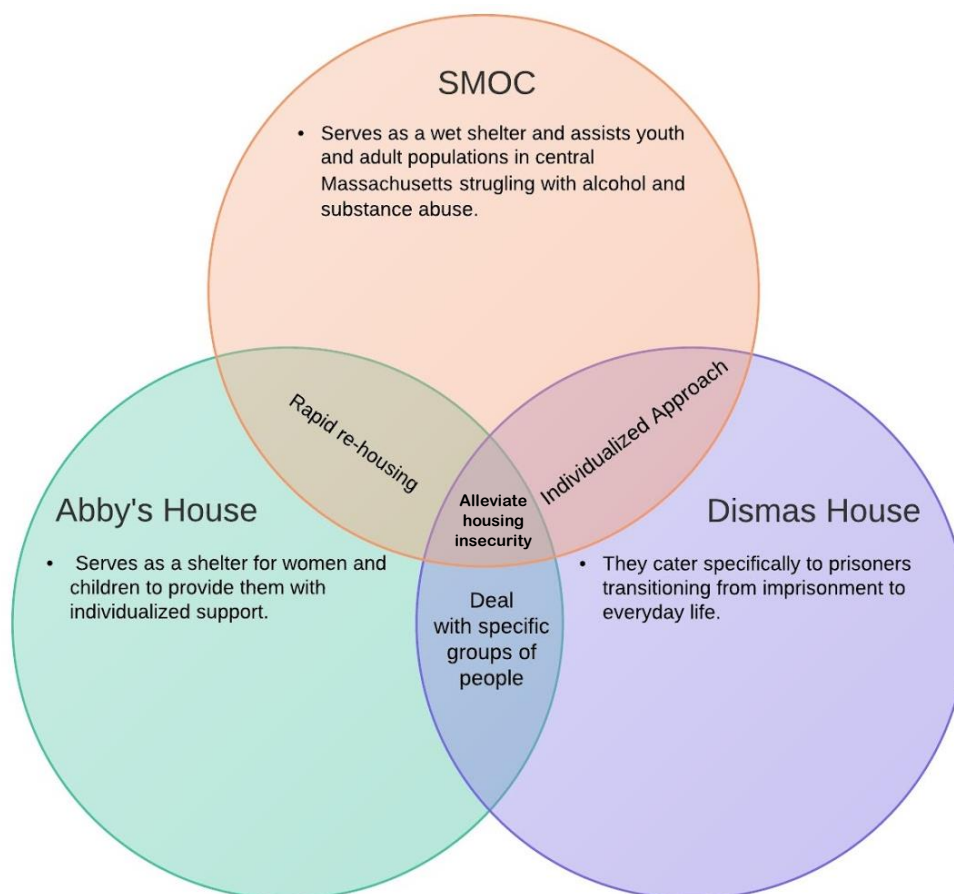 SMOC
• Serves as a wet shelter and assists youth
and adult populations in central
Massachusetts strugling with alcohol and
substance abuse.
Rapid re-housing
Individualized Approach
Alleviate
housing
insecurity
Abby's House
• Serves as a shelter for women and
children to provide them with
individualized support.
Dismas House
• They cater specifically to prisoners
transitioning from imprisonment to
everyday life.
Deal
with specific
groups of
people